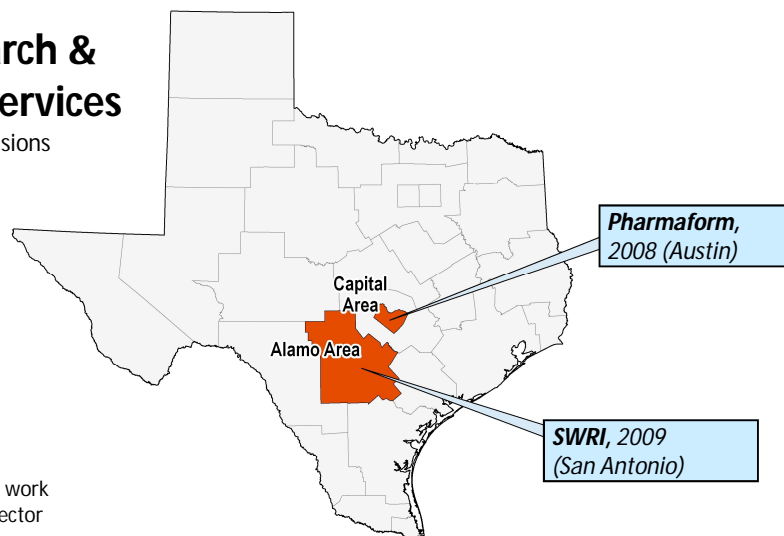 rch &
ervices
sions
Pharmaform,
2008 (Austin)
Capital
Area
Alamo Area
SWRI, 2009
(San Antonio)
work
ector